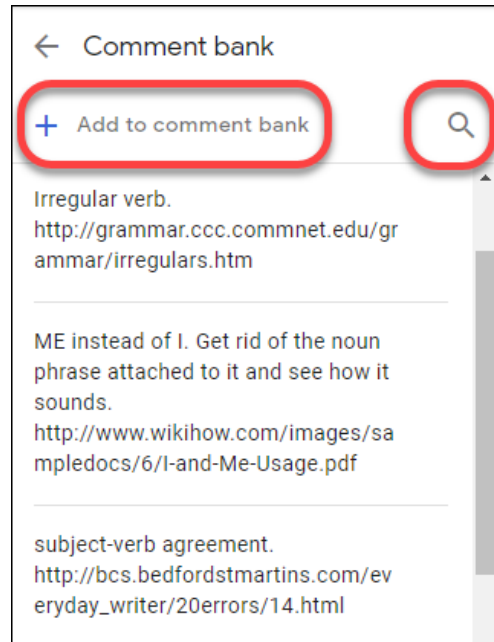 Comment bank
+ Add to comment bank
Irregular verb.
http://grammar.ccc.commnet.edu/gr
ammar/irregulars.htm
ME instead of I. Get rid of the noun
phrase attached to it and see how it
sounds.
http://www.wikihow.com/images/sa
mpledocs/6/I-and-Me-Usage.pdf
subject-verb agreement.
http://bcs.bedfordstmartins.com/ev
eryday_writer/20errors/14.html